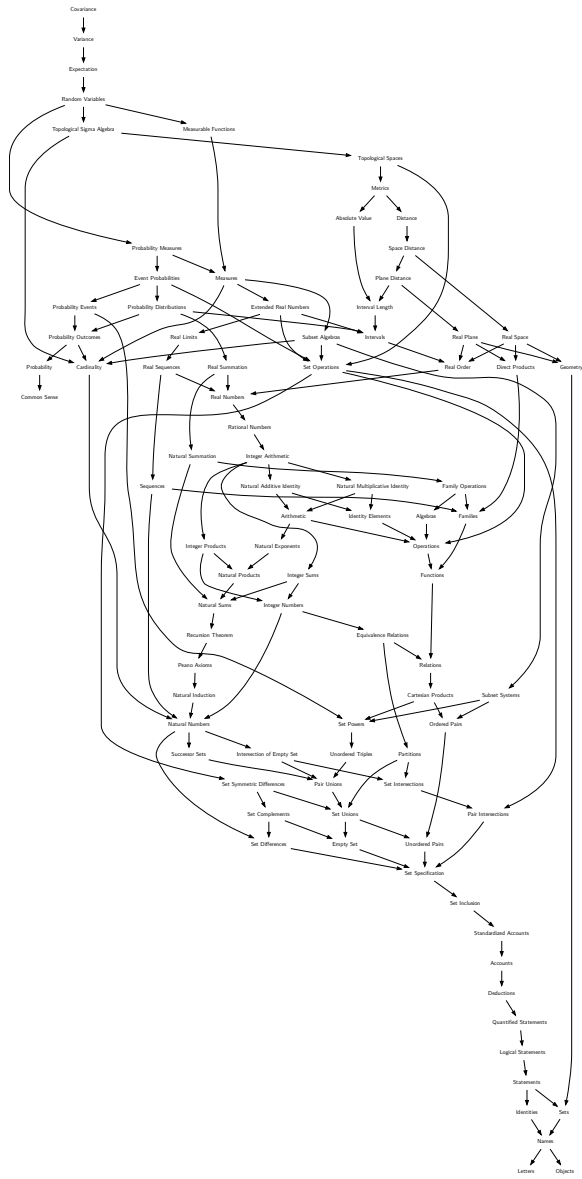 Covariance
Variance
Expectation
Random Variables
Topological Sigma Algebra
Measurable Functions
Topological Spaces
Metrics
Absolute Value
Distance
Probability Measures
Space Distance
Event Probabilities
Measures
Plane Distance
Probability Events
Probability Distributions
Extended Real Numbers
Interval Length
Probability Outcomes
Real Limits
Subset Algebras
Intervals
Real Plane
Real Space
Probability
Cardinality
Real Sequences
Real Summation
Set Operations
Real Order
Direct Products
Geometry
Common Sense
Real Numbers
Rational Numbers
Natural Summation
Integer Arithmetic
Sequences
Natural Additive Identity
Natural Multiplicative Identity
Family Operations
Arithmetic
Identity Elements
Algebras
Families
Integer Products
Natural Exponents
Operations
Natural Products
Integer Sums
Functions
Natural Sums
Integer Numbers
Recursion Theorem
Equivalence Relations
Peano Axioms
Relations
Natural Induction
Cartesian Products
Subset Systems
Natural Numbers
Set Powers
Ordered Pairs
Successor Sets
Intersection of Empty Set
Unordered Triples
Partitions
Set Symmetric Differences
Pair Unions
Set Intersections
Set Complements
Set Unions
Pair Intersections
Set Differences
Empty Set
Unordered Pairs
Set Specification
Set Inclusion
Standardized Accounts
Accounts
Deductions
Quantified Statements
Logical Statements
Statements
Identities
Sets
Names
Letters
Objects